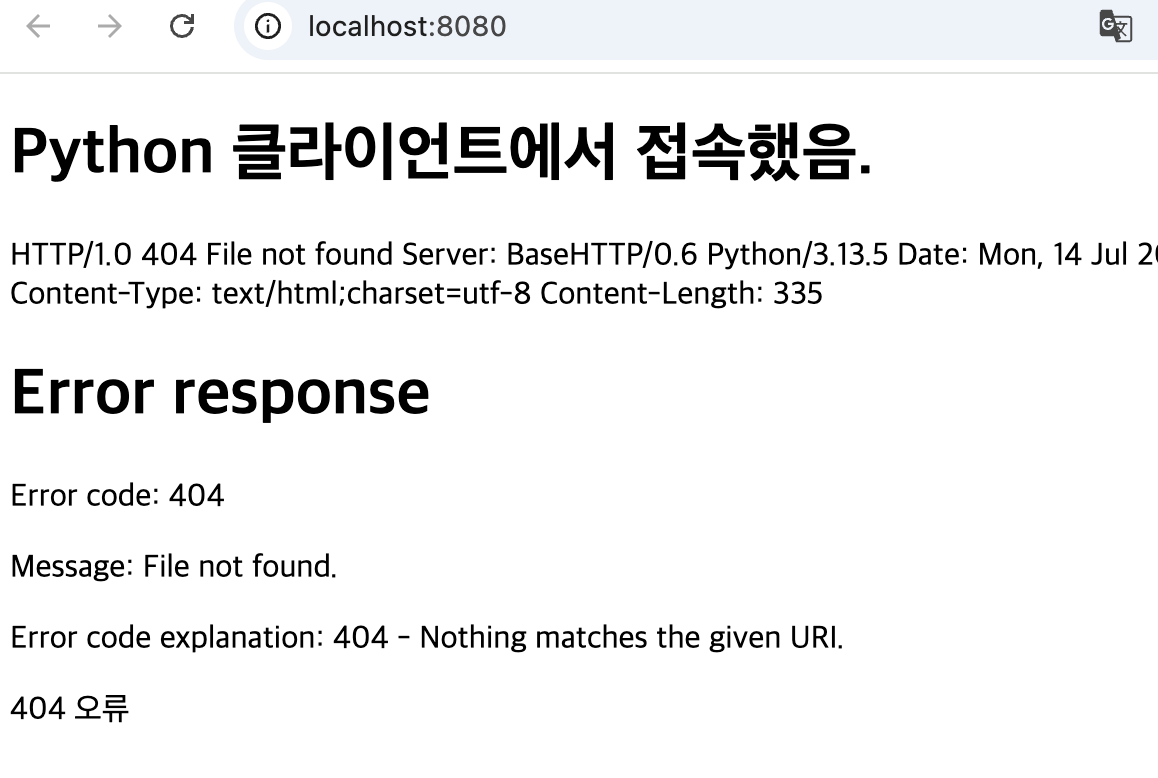 localhost:8080
Python 클라이언트에서 접속했음.
HTTP/1.0 404 File not found Server: BaseHTTP/0.6 Python/3.13.5 Date: Mon, 14 Jul
Content-Type: text/html;charset=utf-8 Content-Length: 335
Error response
Error code: 404
Message: File not found.
Error code explanation: 404 - Nothing matches the given URI.
404 오류